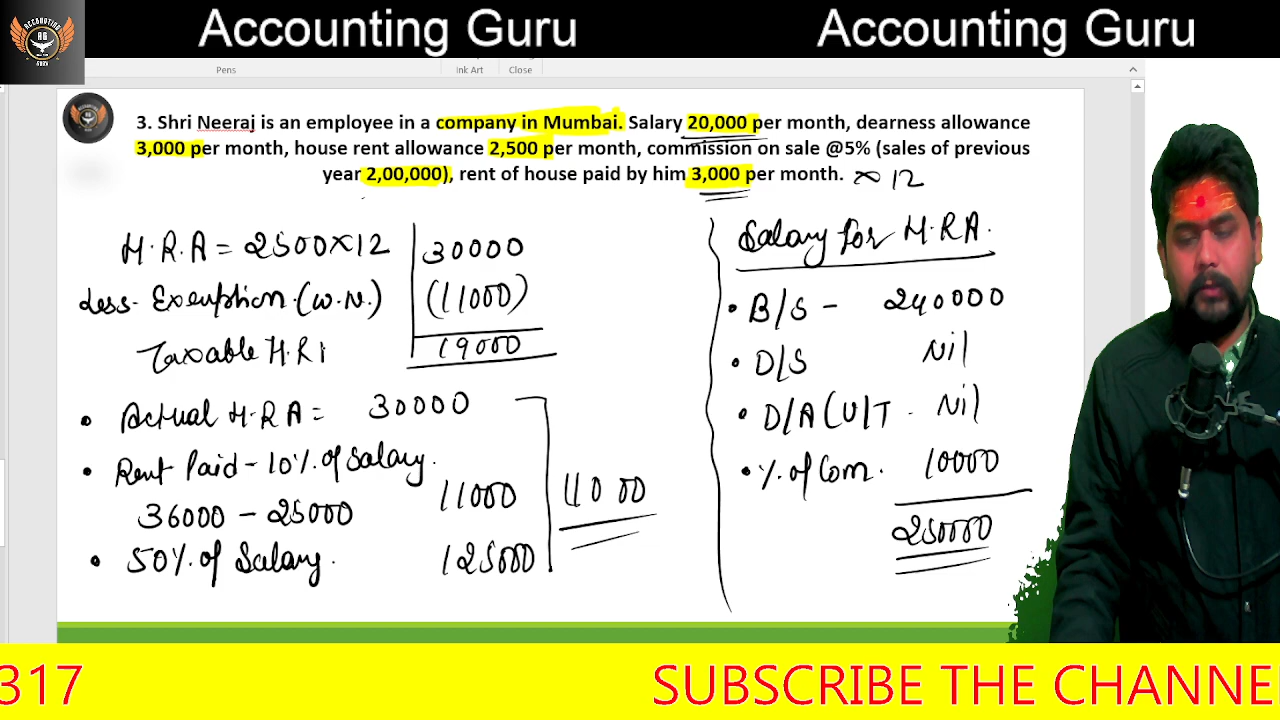 Accounting Guru
Accounting Guru
ACCOUNTING
AG
GURU
Pens
Ink Art
Close
3. Shri Neeraj is an employee in a company in Mumbai. Salary 20,000 per month, dearness allowance
3,000 per month, house rent allowance 2,500 per month, commission on sale @5% (sales of previous
year 2,00,000), rent of house paid by him 3,000 per month. × 12
H.R.A = 2500×12 30000
Less- Exemption (W.N.) (11000)
Taxable H.R 19000
• Actual H.R.A = 30000
• Rent Paid - 10% of Salary.
36000 - 25000 11000 11000
• 50% of Salary. 125000
Salary for H.R.A.
• B/S - 240000
• D/S Nil
• D/A (U/T - Nil
• % of Com. 10000
250000
317
SUBSCRIBE THE CHANNE